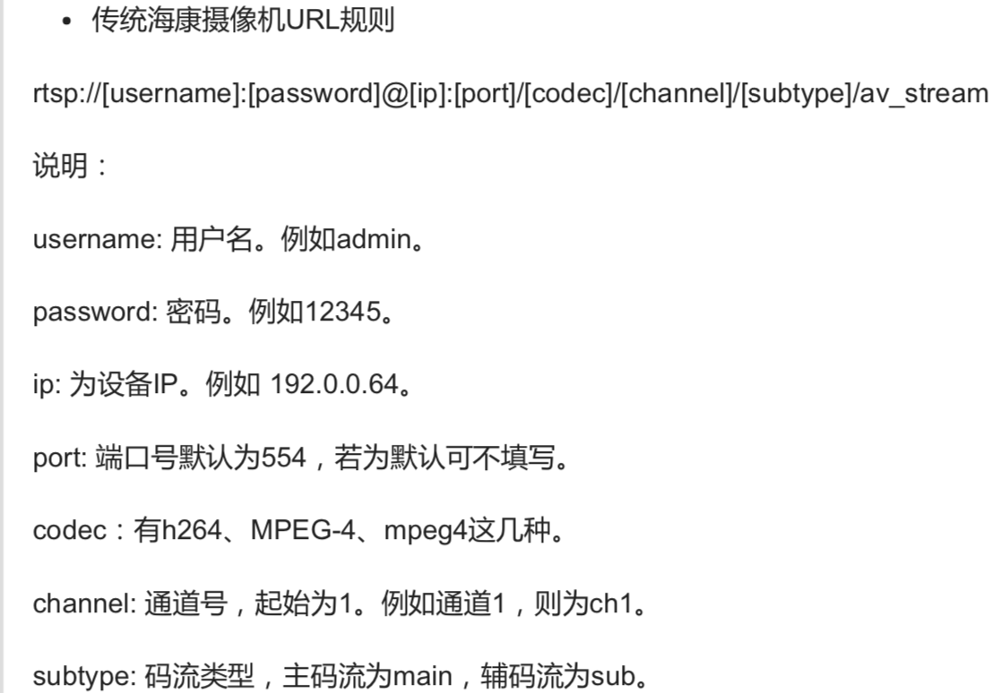 • 传统海康摄像机URL规则
rtsp://[username]:[password]@[ip]:[port]/[codec]/[channel]/[subtype]/av_stream
说明：
username: 用户名。例如admin。
password: 密码。例如12345。
ip: 为设备IP。例如 192.0.0.64。
port: 端口号默认为554，若为默认可不填写。
codec：有h264、MPEG-4、mpeg4这几种。
channel: 通道号，起始为1。例如通道1，则为ch1。
subtype: 码流类型，主码流为main，辅码流为sub。